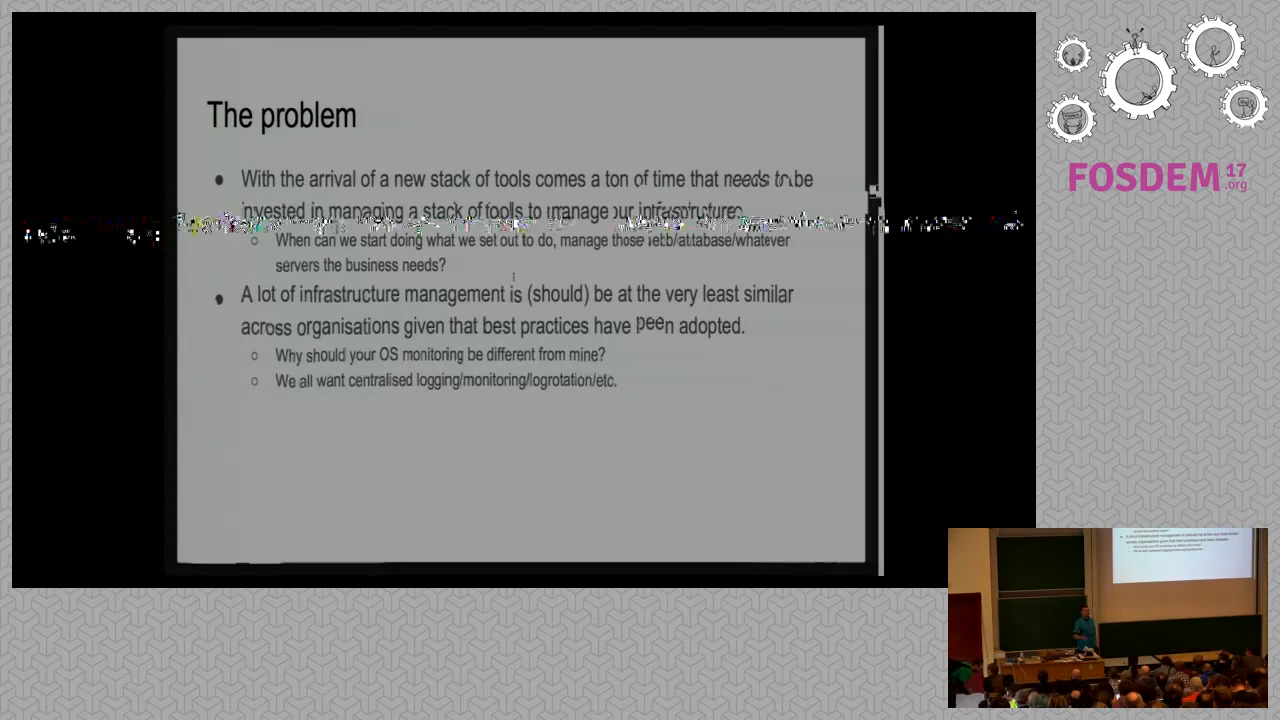 The problem
● With the arrival of a new stack of tools comes a ton of time that needs to be
invested in managing a stack of tools to manage our infrastructure.
○ When can we start doing what we set out to do, manage those web/database/whatever
servers the business needs?
● A lot of infrastructure management is (should) be at the very least similar
across organisations given that best practices have been adopted.
○ Why should your OS monitoring be different from mine?
○ We all want centralised logging/monitoring/logrotation/etc.
FOSDEM 17
.org